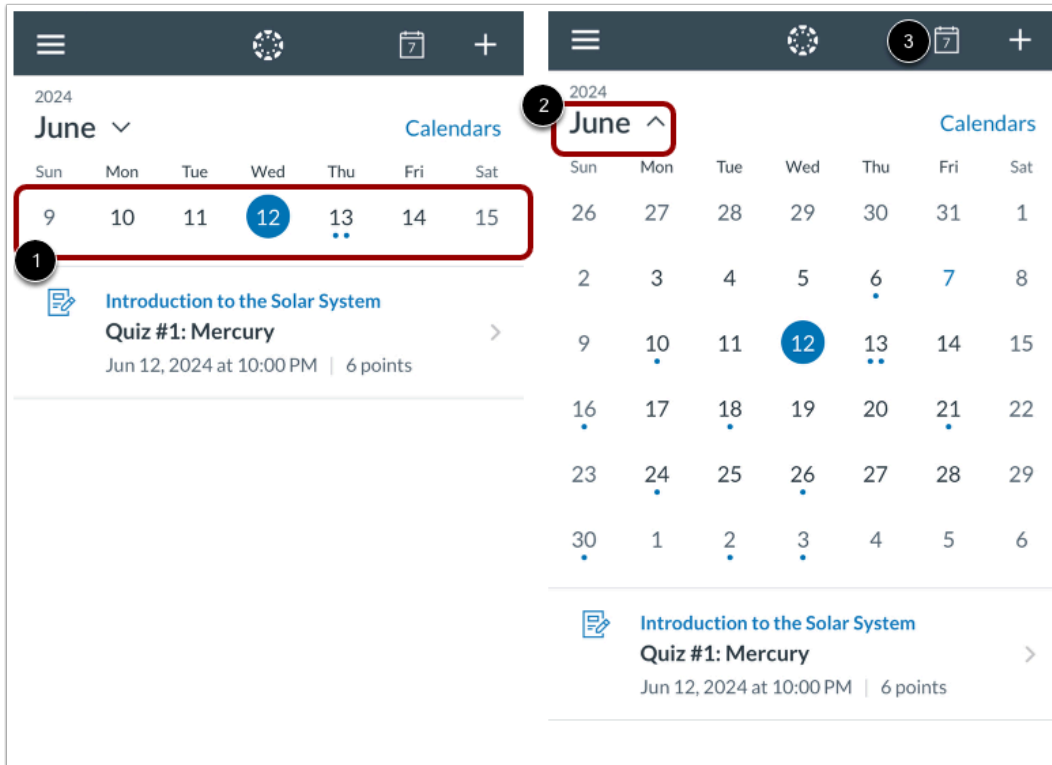 7
2024
June
Calendars
Sun Mon Tue Wed Thu Fri Sat
9 10 11 12 13 14 15
1
Introduction to the Solar System
Quiz #1: Mercury
Jun 12, 2024 at 10:00 PM | 6 points
3 7
2024
2
June
Calendars
Sun Mon Tue Wed Thu Fri Sat
26 27 28 29 30 31 1
2 3 4 5 6 7 8
9 10 11 12 13 14 15
16 17 18 19 20 21 22
23 24 25 26 27 28 29
30 1 2 3 4 5 6
Introduction to the Solar System
Quiz #1: Mercury
Jun 12, 2024 at 10:00 PM | 6 points